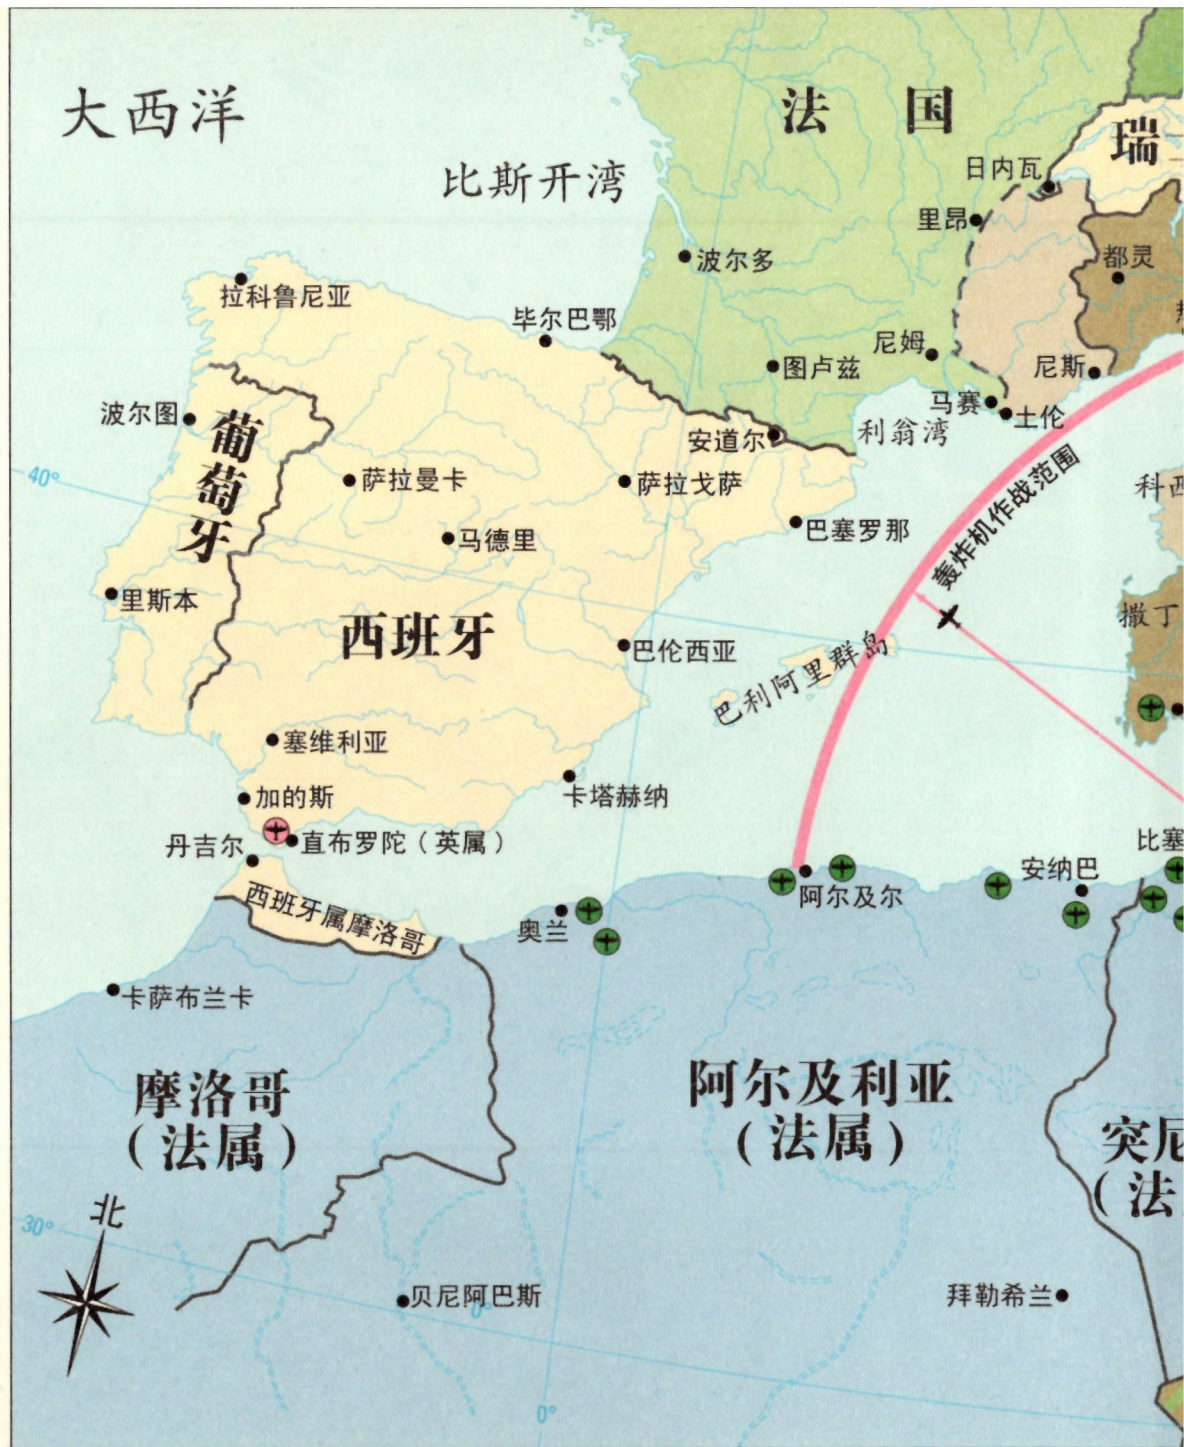 大西洋
法国
瑞
比斯开湾
日内瓦
里昂
波尔多
都灵
拉科鲁尼亚
毕尔巴鄂
尼姆
图卢兹
尼斯
马赛
土伦
波尔图
葡萄牙
安道尔
利翁湾
40°
萨拉曼卡
萨拉戈萨
轰炸机作战范围
科西
马德里
巴塞罗那
里斯本
撒丁
西班牙
巴伦西亚
巴利阿里群岛
塞维利亚
加的斯
卡塔赫纳
直布罗陀（英属）
丹吉尔
比塞
安纳巴
西班牙属摩洛哥
阿尔及尔
奥兰
卡萨布兰卡
摩洛哥
（法属）
阿尔及利亚
（法属）
突尼
（法
北
30°
贝尼阿巴斯
0°
拜勒希兰
0°